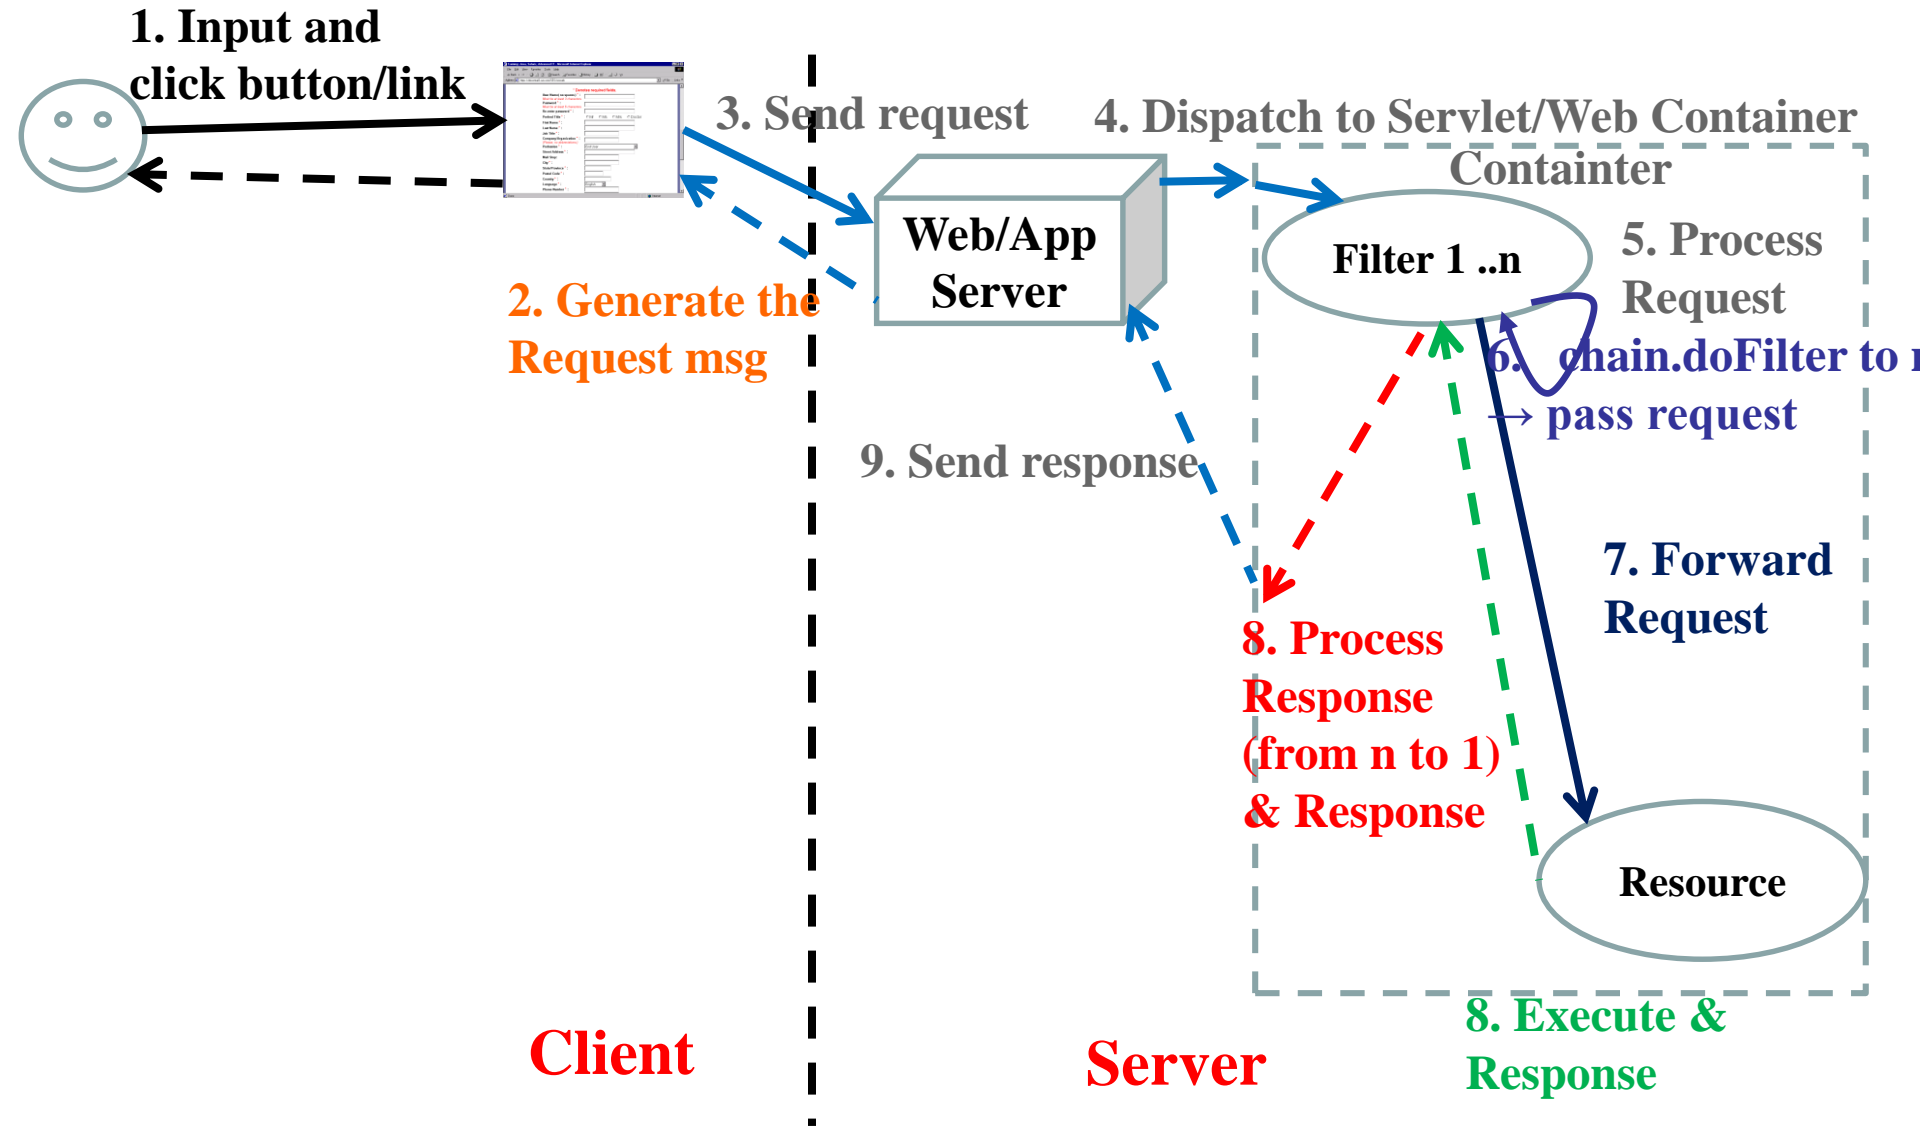 1. Input and
click button/link
3. Send request
4. Dispatch to Servlet/Web Container
Containter
Web/App
Server
Filter 1 ..n
5. Process
Request
2. Generate the
Request msg
6. chain.doFilter to
→ pass request
9. Send response
7. Forward
Request
8. Process
Response
(from n to 1)
& Response
Resource
8. Execute &
Response
Client
Server